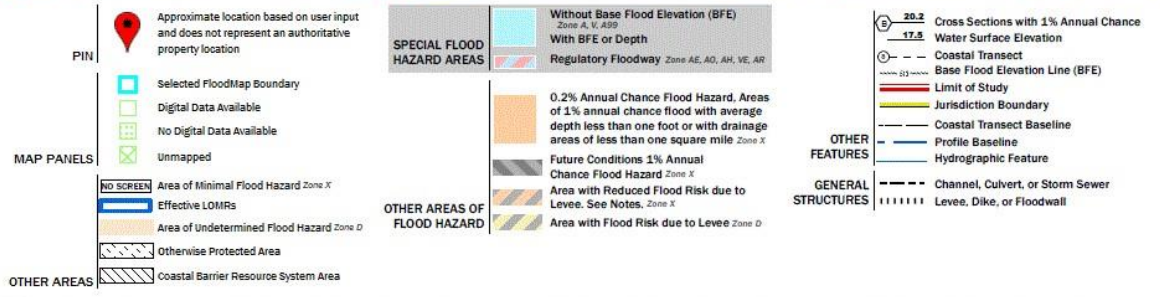 PIN
Approximate location based on user input
and does not represent an authoritative
property location
MAP PANELS
Selected FloodMap Boundary
Digital Data Available
No Digital Data Available
Unmapped
OTHER AREAS
NO SCREEN Area of Minimal Flood Hazard Zone X
Effective LOMRs
Area of Undetermined Flood Hazard Zone D
Otherwise Protected Area
Coastal Barrier Resource System Area
SPECIAL FLOOD
HAZARD AREAS
Without Base Flood Elevation (BFE)
Zone A, V, A99
With BFE or Depth
Regulatory Floodway Zone AE, AO, AH, VE, AR
OTHER AREAS OF
FLOOD HAZARD
0.2% Annual Chance Flood Hazard, Areas
of 1% annual chance flood with average
depth less than one foot or with drainage
areas of less than one square mile Zone X
Future Conditions 1% Annual
Chance Flood Hazard Zone X
Area with Reduced Flood Risk due to
Levee. See Notes. Zone X
Area with Flood Risk due to Levee Zone D
OTHER
FEATURES
20.2 Cross Sections with 1% Annual Chance
17.5 Water Surface Elevation
Coastal Transect
Base Flood Elevation Line (BFE)
Limit of Study
Jurisdiction Boundary
Coastal Transect Baseline
Profile Baseline
Hydrographic Feature
GENERAL
STRUCTURES
Channel, Culvert, or Storm Sewer
Levee, Dike, or Floodwall